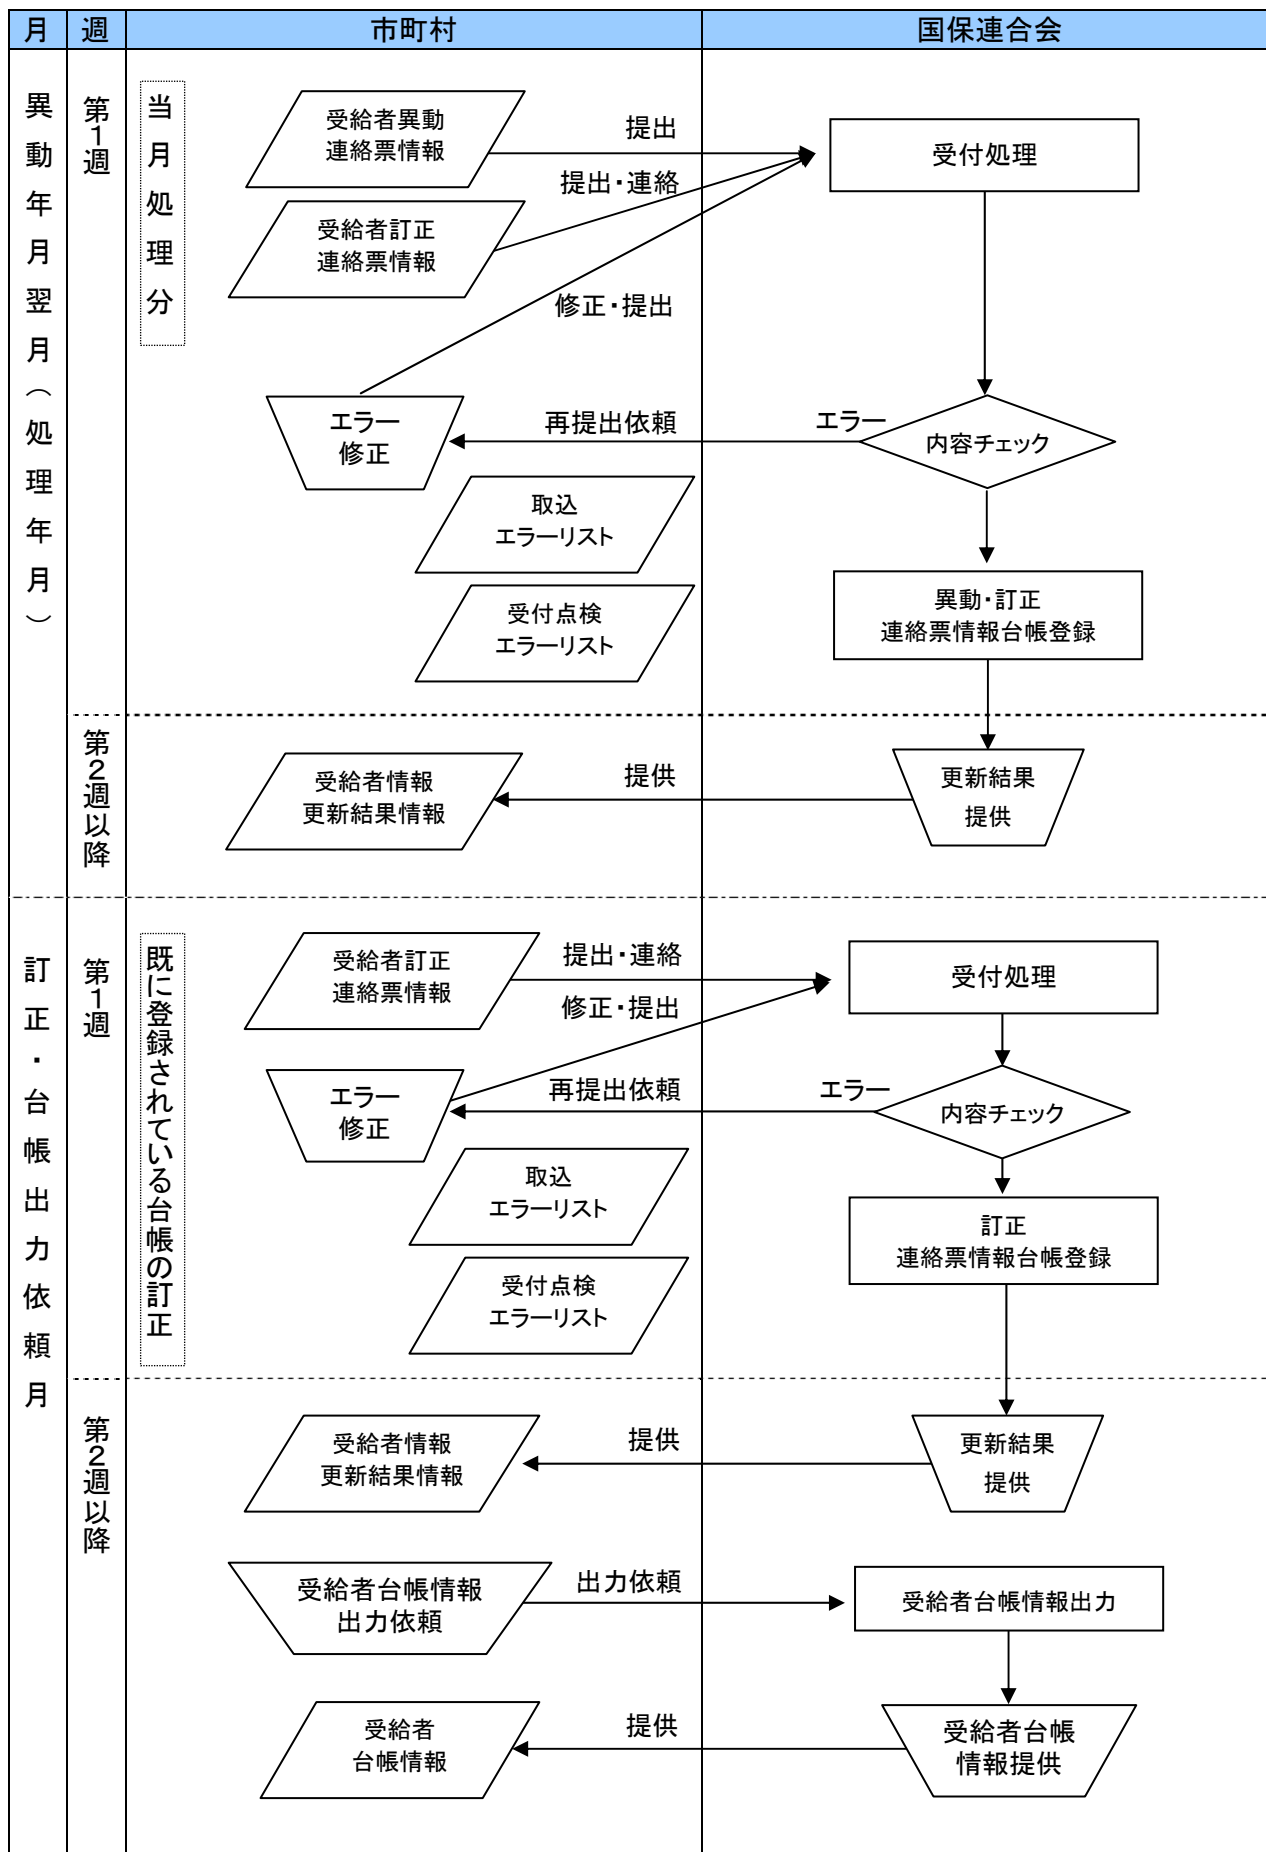 月 週 市町村 国保連合会
異動年月翌月（処理年月）
第1週
当月処理分
受給者異動
連絡票情報
提出
受付処理
提出・連絡
受給者訂正
連絡票情報
修正・提出
エラー
修正
再提出依頼
エラー
内容チェック
取込
エラーリスト
受付点検
エラーリスト
異動・訂正
連絡票情報台帳登録
第2週以降
受給者情報
更新結果情報
提供
更新結果
提供
訂正・台帳出力依頼月
第1週
既に登録されている台帳の訂正
受給者訂正
連絡票情報
提出・連絡
受付処理
修正・提出
エラー
修正
再提出依頼
エラー
内容チェック
取込
エラーリスト
受付点検
エラーリスト
訂正
連絡票情報台帳登録
第2週以降
受給者情報
更新結果情報
提供
更新結果
提供
受給者台帳情報
出力依頼
出力依頼
受給者台帳情報出力
受給者
台帳情報
提供
受給者台帳
情報提供